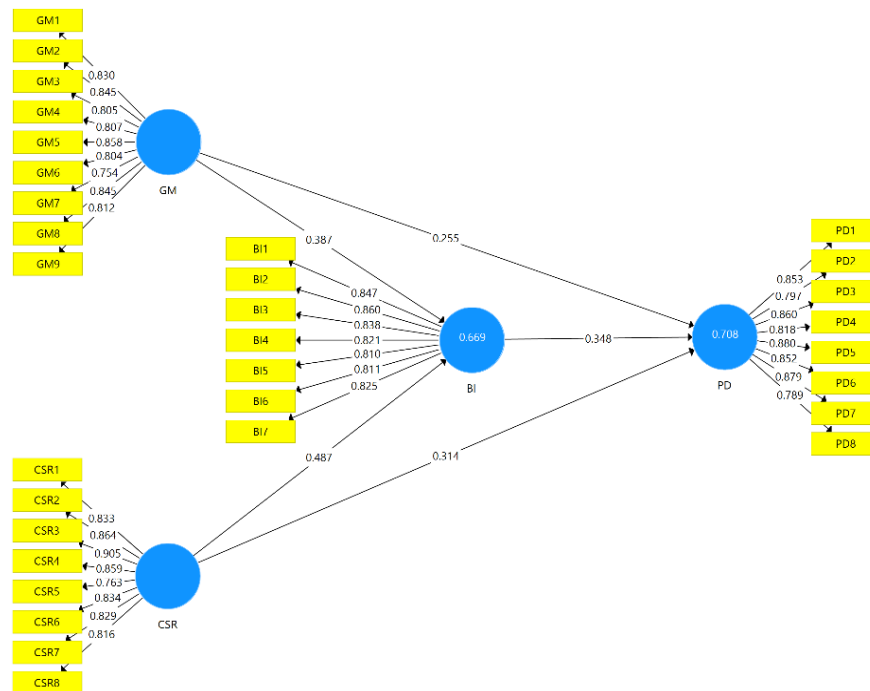 GM1
GM2
GM3
GM4
GM5
GM6
GM7
GM8
GM9
0.830
0.845
0.805
0.807
0.858
0.804
0.754
0.845
0.812
GM
0.387
0.255
BI1
BI2
BI3
BI4
BI5
BI6
BI7
0.847
0.860
0.838
0.821
0.810
0.811
0.825
0.669
BI
0.348
0.708
PD
0.853
0.797
0.860
0.818
0.880
0.852
0.879
0.789
PD1
PD2
PD3
PD4
PD5
PD6
PD7
PD8
0.487
0.314
CSR1
CSR2
CSR3
CSR4
CSR5
CSR6
CSR7
CSR8
0.833
0.864
0.905
0.859
0.763
0.834
0.829
0.816
CSR